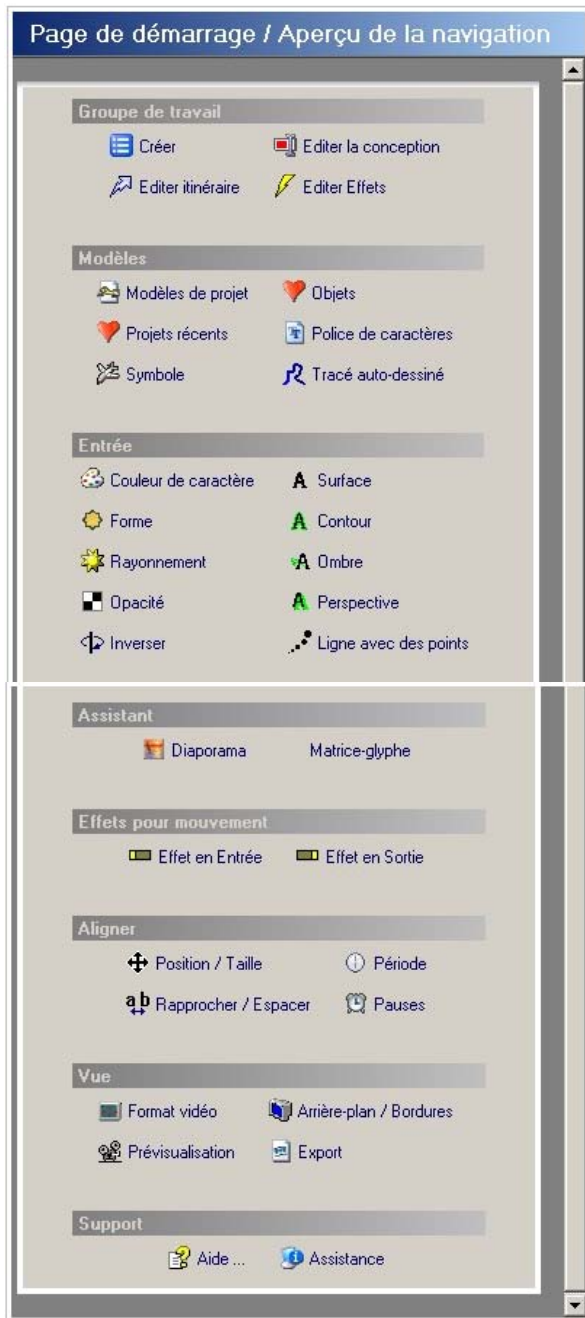 Page de démarrage / Aperçu de la navigation
Groupe de travail
Créer Editer la conception
Editer itinéraire Editer Effets
Modèles
Modèles de projet Objets
Projets récents Police de caractères
Symbole Tracé auto-dessiné
Entrée
Couleur de caractère Surface
Forme Contour
Rayonnement Ombre
Opacité Perspective
Inverser Ligne avec des points
Assistant
Diaporama Matrice-glyphe
Effets pour mouvement
Effet en Entrée Effet en Sortie
Aligner
Position / Taille Période
Rapprocher / Espacer Pauses
Vue
Format vidéo Arrière-plan / Bordures
Prévisualisation Export
Support
Aide ... Assistance